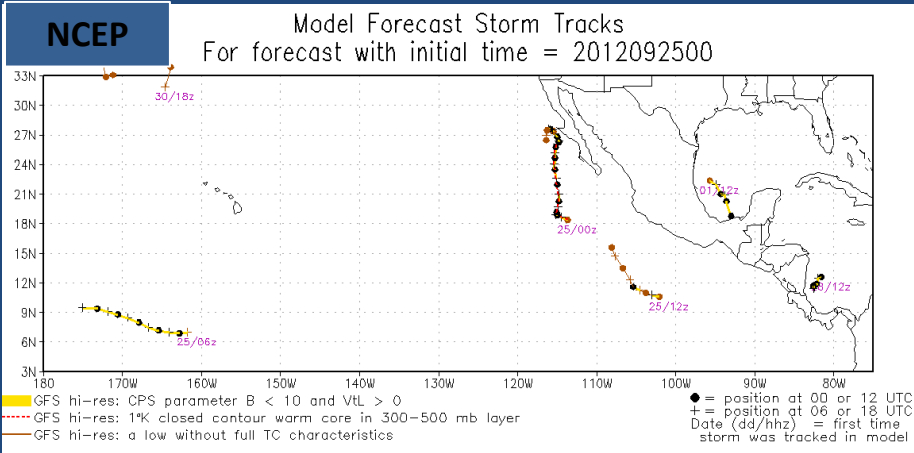 NCEP
Model Forecast Storm Tracks
For forecast with initial time = 2012092500
33N
30N
27N
24N
21N
18N
15N
12N
9N
6N
3N
30/18z
01/12z
25/00z
8/12z
25/12z
25/06z
180 170W 160W 150W 140W 130W 120W 110W 100W 90W 80W
GFS hi-res: CPS parameter B < 10 and VtL > 0
GFS hi-res: 1°K closed contour warm core in 300-500 mb layer
GFS hi-res: a low without full TC characteristics
= position at 00 or 12 UTC
+ = position at 06 or 18 UTC
Date (dd/hhz) = first time
storm was tracked in model